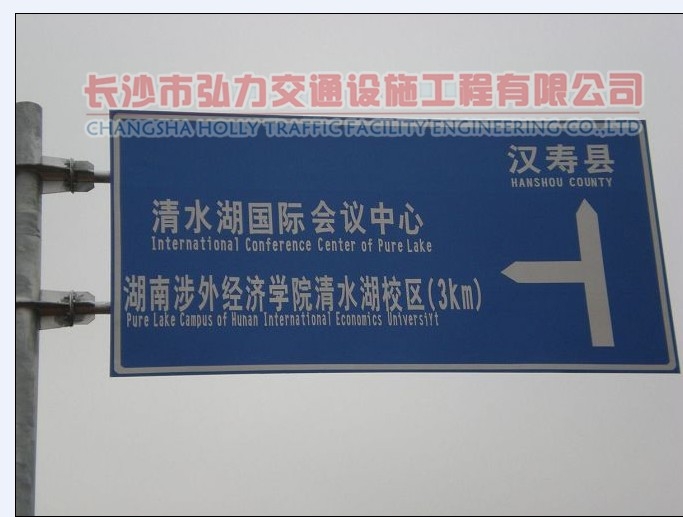 长沙市弘力交通设施工程有限公司
CHANGSHA HOLLY TRAFFIC FACILITY ENGINEERING CO.,LTD
汉寿县
HANSHOU COUNTY
清水湖国际会议中心
International Conference Center of Pure Lake
湖南涉外经济学院清水湖校区(3km)
Pure Lake Campus of Hunan International Economics UniversiYt